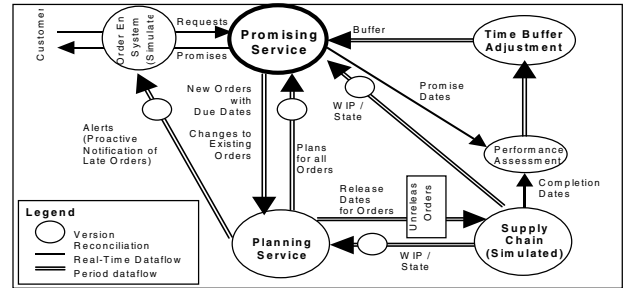 Customer
Order En
System
(Simulate
Requests
Promises
Promising
Service
Buffer
Time Buffer
Adjustment
New Orders
with
Due Dates
Changes to
Existing
Orders
WIP /
State
Promise
Dates
Alerts
(Proactive
Notification of
Late Orders)
Plans
for all
Orders
Performance
Assessment
Release
Dates
for Orders
Unreleas
Orders
Completion
Dates
Legend
Version
Reconciliation
Real-Time Dataflow
Period dataflow
Planning
Service
WIP /
State
Supply
Chain
(Simulated)